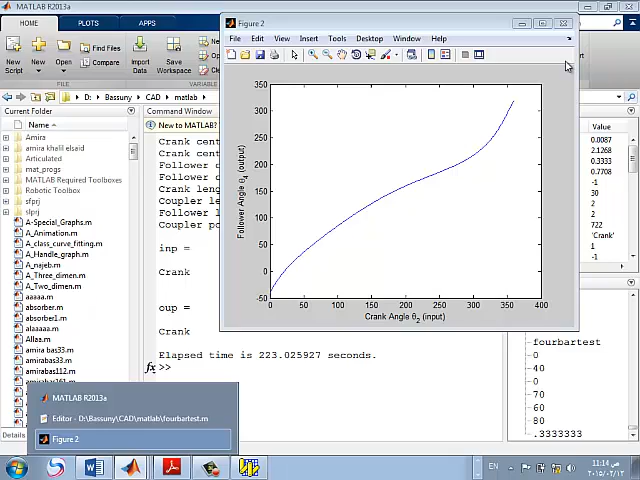 MATLAB R2013a
HOME
PLOTS
APPS
New Script
New
Open
Find Files
Compare
Import Data
Save Workspace
D:
Bassuny
CAD
matlab
Current Folder
Name
Amira
amira khalil elsaid
Articulated
mat_progs
MATLAB Required Toolboxes
Robotic Toolbox
sfprj
slprj
A-Special_Graphs.m
A_Animation.m
A_class_curve_fitting.m
A_Handle_graph.m
A_najeb.m
A_Three_dimen.m
A_Two_dimen.m
aaaaa.m
absorber.m
absorber1.m
alaaaaa.m
Allaa.m
amira bas33.m
amirabas33.m
amirabas112.m
Details
Command Window
New to MATLAB?
Crank cent
Crank cent
Follower c
Follower c
Crank leng
Coupler le
Follower l
Coupler po
inp =
Crank
oup =
Crank
Elapsed time is 223.025927 seconds.
fx >>
Figure 2
File Edit View Insert Tools Desktop Window Help
350
300
250
200
150
100
50
0
-50
0 50 100 150 200 250 300 350 400
Follower Angle θ4 (output)
Crank Angle θ2 (input)
Value
0.0087
2.1268
0.3333
0.7708
-1
30
2
2
722
'Crank'
1
-1
fourbartest
0
40
0
70
60
80
.3333333
MATLAB R2013a
Editor - D:\Bassuny\CAD\matlab\fourbartest.m
Figure 2
EN
11:14 ص